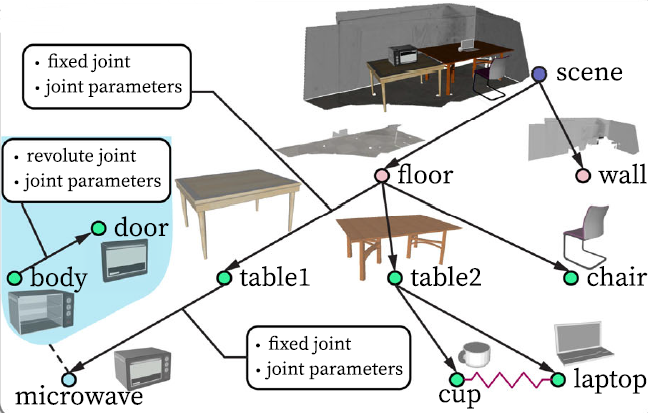 • fixed joint
• joint parameters
scene
• revolute joint
• joint parameters
floor
wall
door
body
table1
table2
chair
• fixed joint
• joint parameters
microwave
cup
laptop